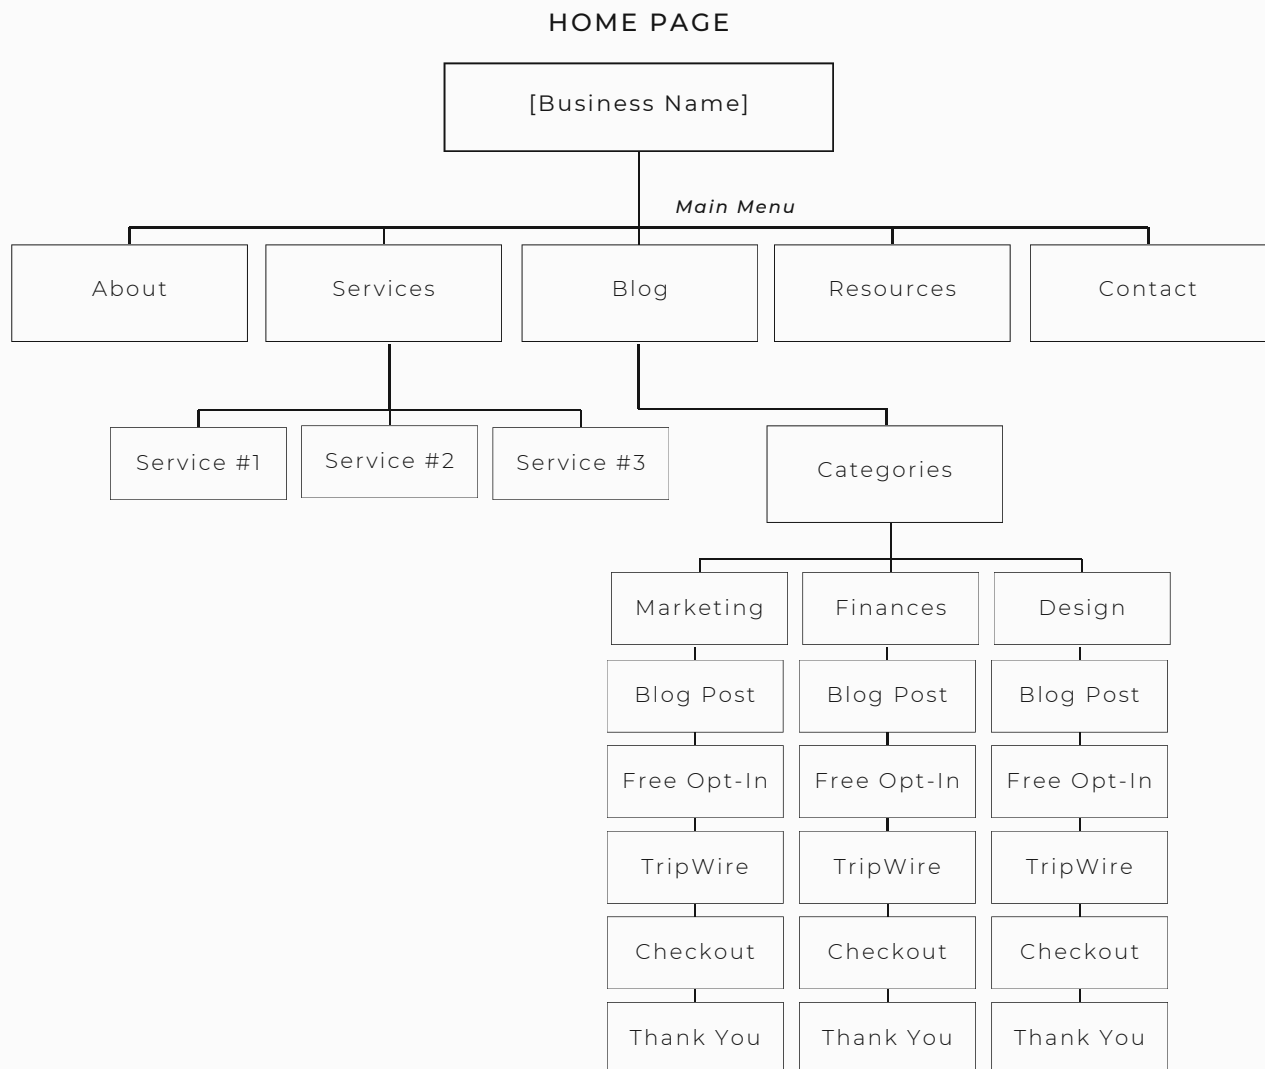 HOME PAGE
[Business Name]
Main Menu
About
Services
Blog
Resources
Contact
Service #1
Service #2
Service #3
Categories
Marketing
Finances
Design
Blog Post
Blog Post
Blog Post
Free Opt-In
Free Opt-In
Free Opt-In
TripWire
TripWire
TripWire
Checkout
Checkout
Checkout
Thank You
Thank You
Thank You